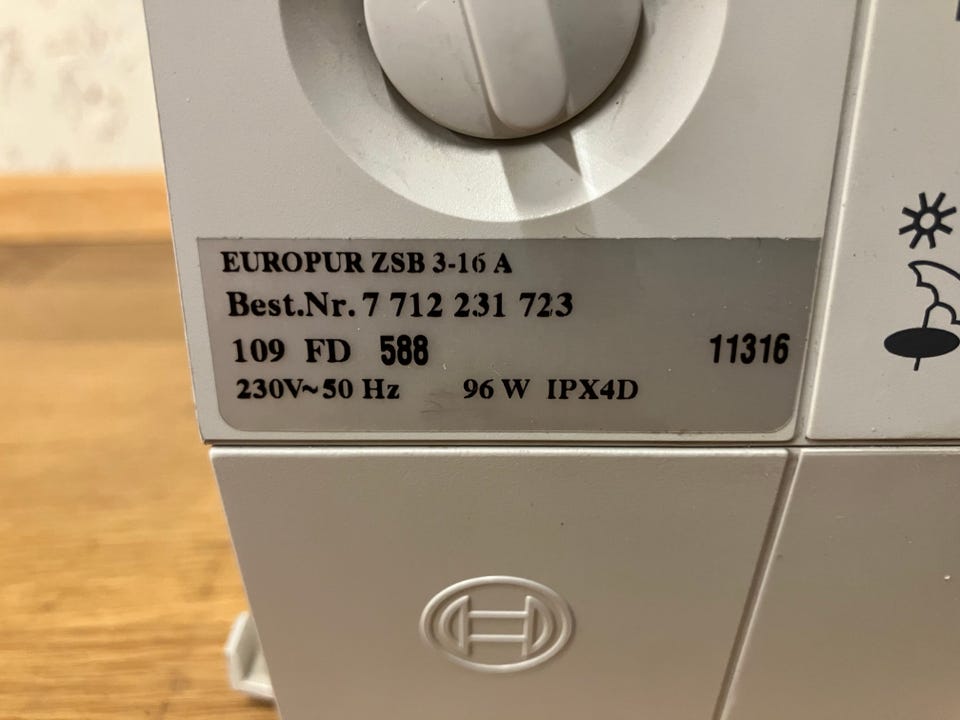 EUROPUR ZSB 3-16 A
Best.Nr. 7 712 231 723
109 FD 588 11316
230V~50 Hz 96 W IPX4D